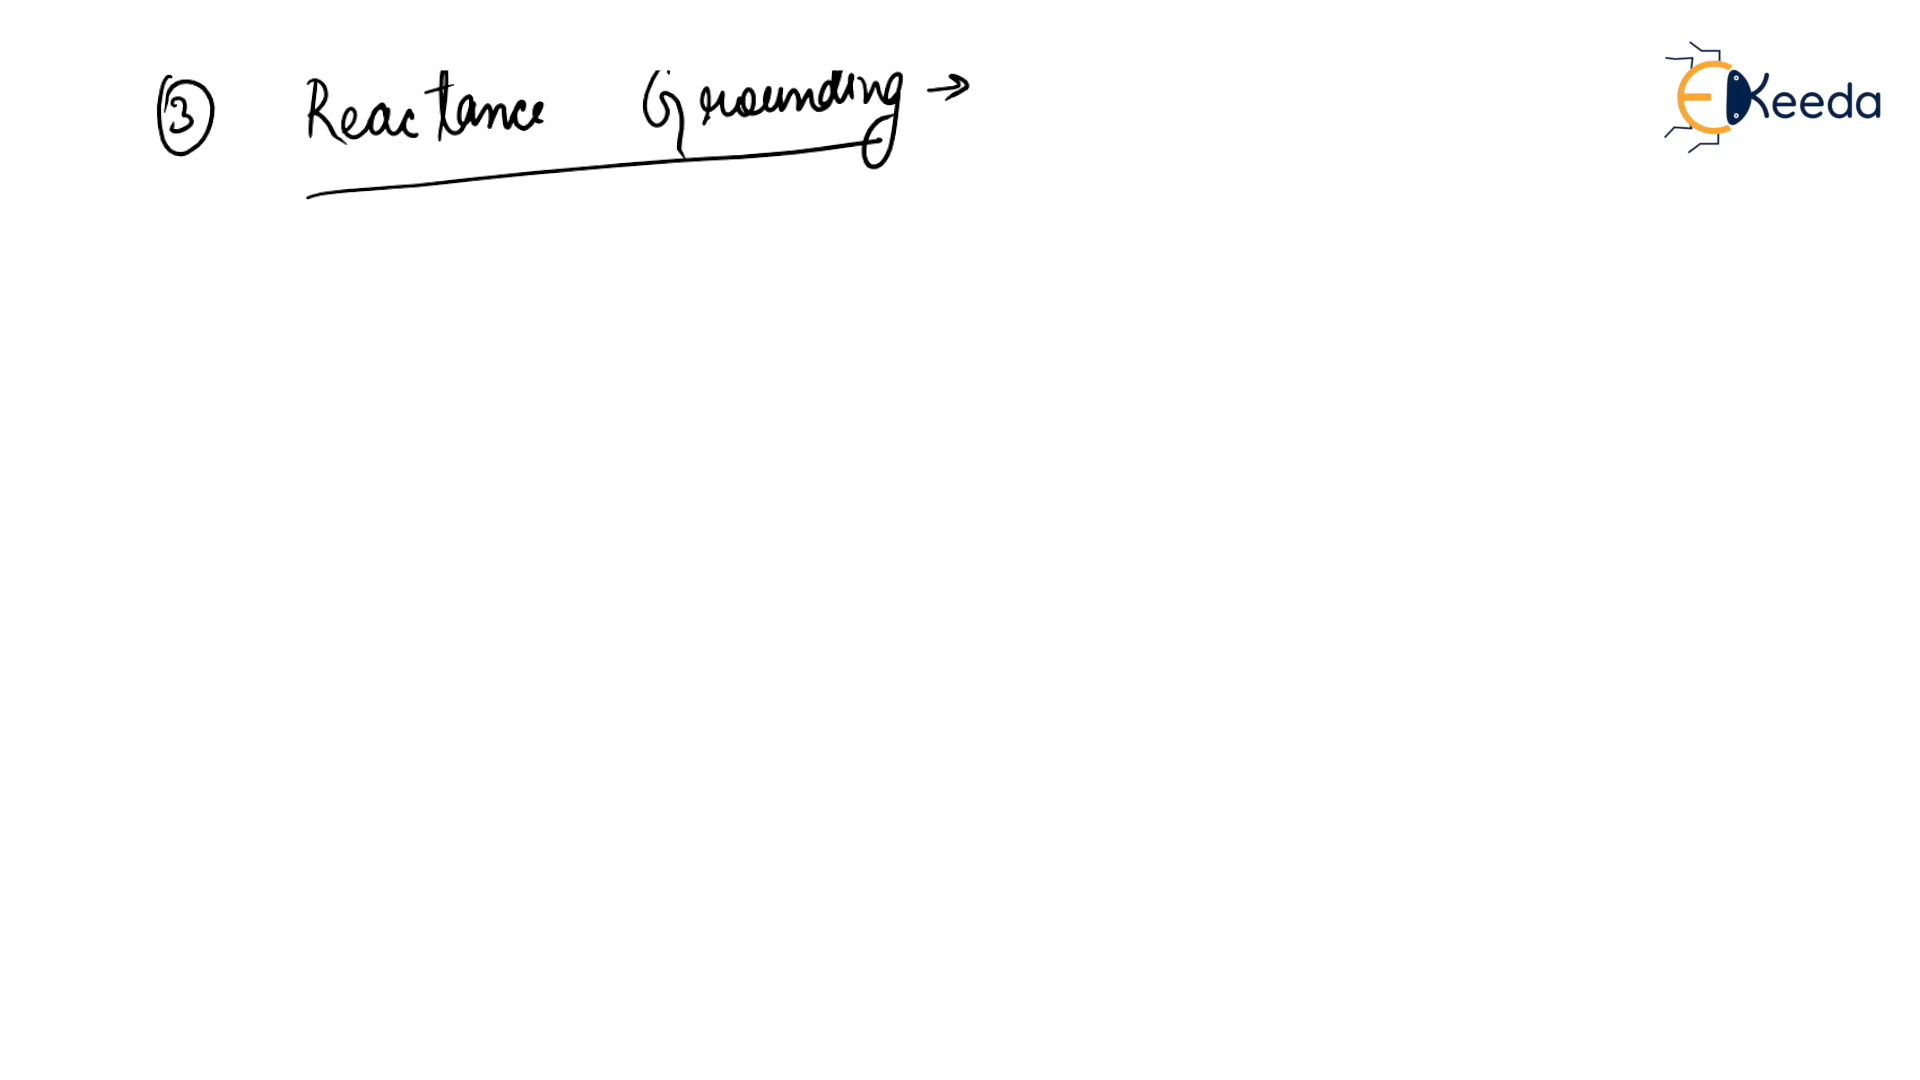 ③ Reactance Grounding →
EKeeda